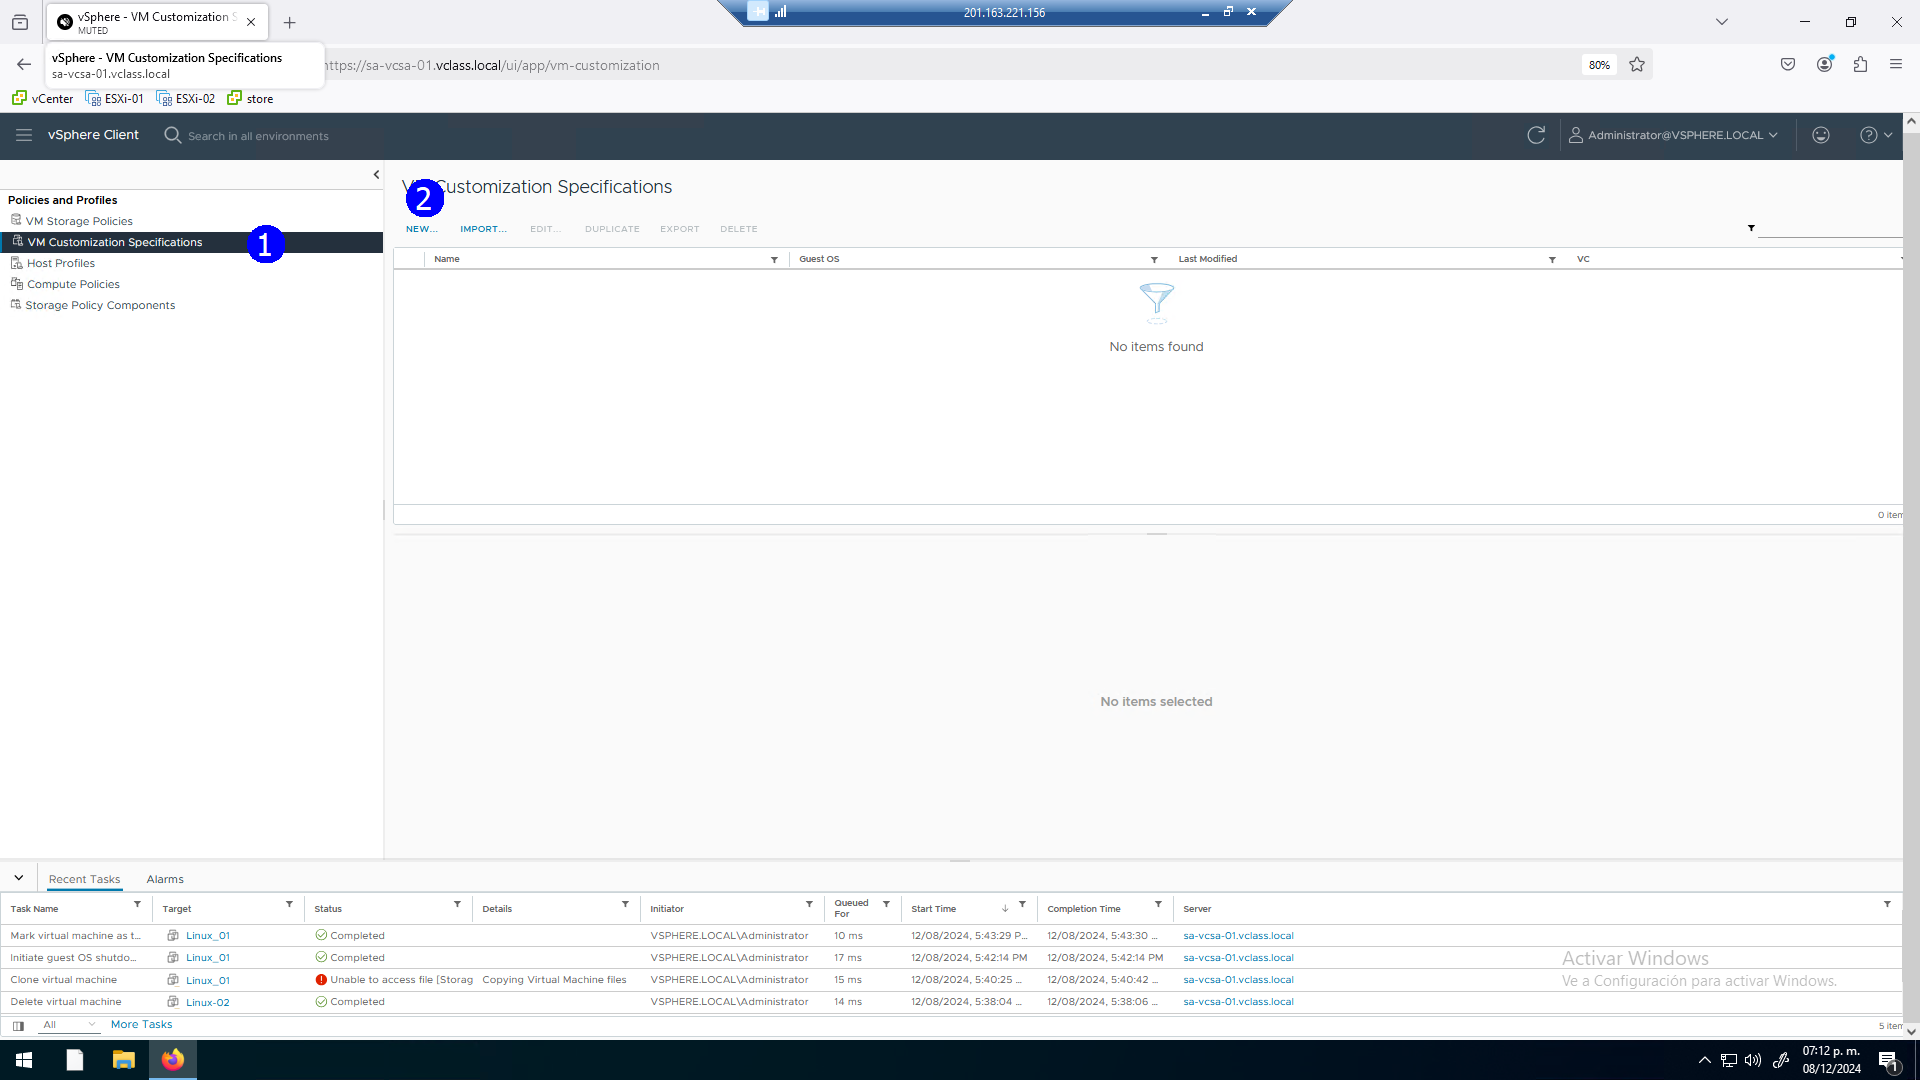 vSphere - VM Customization S
MUTED
201.163.221.156
vSphere - VM Customization Specifications
sa-vcsa-01.vclass.local
https://sa-vcsa-01.vclass.local/ui/app/vm-customization
80%
vCenter
ESXi-01
ESXi-02
store
vSphere Client
Search in all environments
Administrator@VSPHERE.LOCAL
Policies and Profiles
VM Storage Policies
VM Customization Specifications
1
Host Profiles
Compute Policies
Storage Policy Components
VM Customization Specifications
2
NEW...
IMPORT...
EDIT...
DUPLICATE
EXPORT
DELETE
Name
Guest OS
Last Modified
VC
No items found
0 item
No items selected
Recent Tasks
Alarms
Task Name
Target
Status
Details
Initiator
Queued For
Start Time
Completion Time
Server
Mark virtual machine as t...
Linux_01
Completed
VSPHERE.LOCAL\Administrator
10 ms
12/08/2024, 5:43:29 P...
12/08/2024, 5:43:30 ...
sa-vcsa-01.vclass.local
Initiate guest OS shutdo...
Linux_01
Completed
VSPHERE.LOCAL\Administrator
17 ms
12/08/2024, 5:42:14 PM
12/08/2024, 5:42:14 PM
sa-vcsa-01.vclass.local
Clone virtual machine
Linux_01
Unable to access file [Storag
Copying Virtual Machine files
VSPHERE.LOCAL\Administrator
15 ms
12/08/2024, 5:40:25 ...
12/08/2024, 5:40:42 ...
sa-vcsa-01.vclass.local
Delete virtual machine
Linux-02
Completed
VSPHERE.LOCAL\Administrator
14 ms
12/08/2024, 5:38:04 ...
12/08/2024, 5:38:06 ...
sa-vcsa-01.vclass.local
Activar Windows
Ve a Configuración para activar Windows.
All
More Tasks
5 item
07:12 p. m.
08/12/2024
1